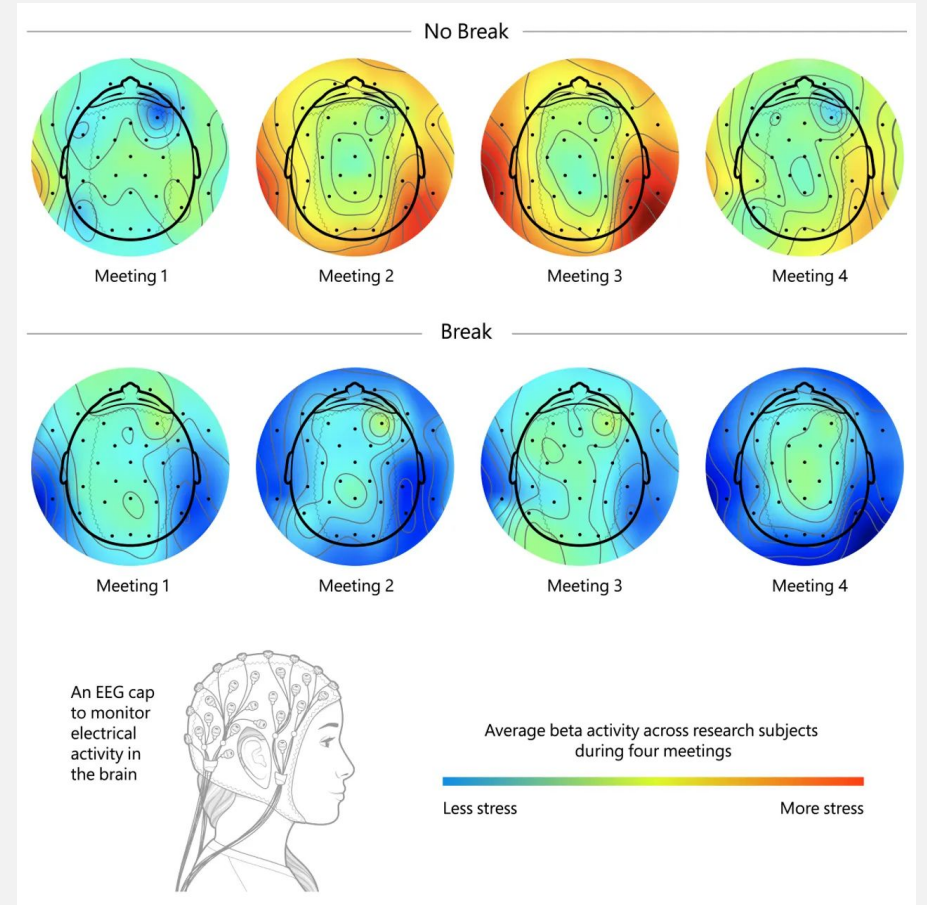 No Break
Meeting 1
Meeting 2
Meeting 3
Meeting 4
Break
Meeting 1
Meeting 2
Meeting 3
Meeting 4
An EEG cap
to monitor
electrical
activity in
the brain
Average beta activity across research subjects
during four meetings
Less stress
More stress